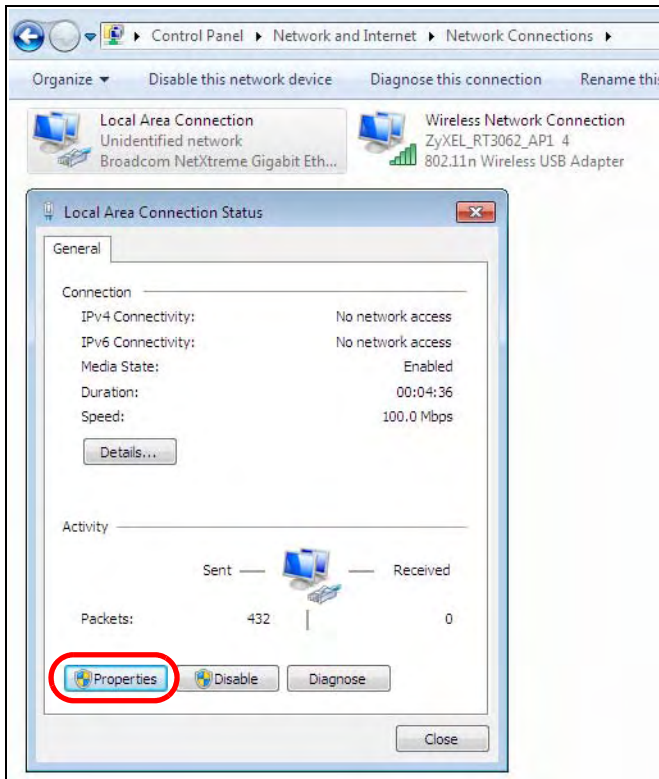 Control Panel Network and Internet Network Connections
Organize Disable this network device Diagnose this connection Rename this
Local Area Connection
Unidentified network
Broadcom NetXtreme Gigabit Eth...
Wireless Network Connection
ZyXEL_RT3062_AP1 4
802.11n Wireless USB Adapter
Local Area Connection Status
General
Connection
IPv4 Connectivity: No network access
IPv6 Connectivity: No network access
Media State: Enabled
Duration: 00:04:36
Speed: 100.0 Mbps
Details...
Activity
Sent Received
Packets: 432 0
Properties Disable Diagnose
Close